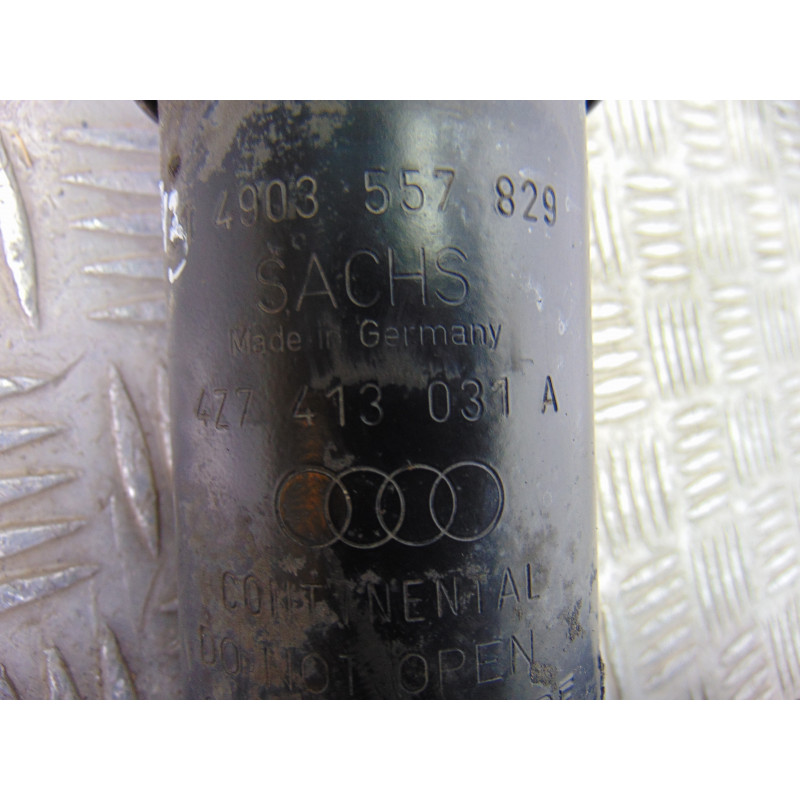 4903 557 829
SACHS
Made in Germany
4Z7 413 031 A
CONTINENTAL
DO NOT OPEN